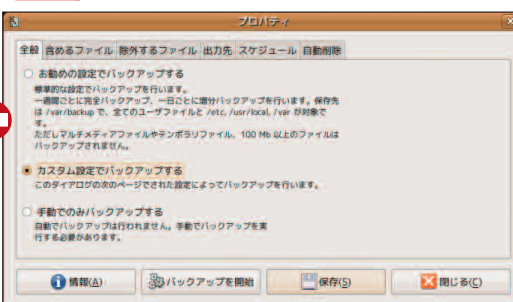 プロパティ
全般 含めるファイル 除外するファイル 出力先 スケジュール 自動削除
お勧めの設定でバックアップする
標準的な設定でバックアップを行います。
一週間ごとに完全バックアップ、一日ごとに増分バックアップを行います。保存先
は /var/backup で、全てのユーザファイルと /etc, /usr/local, /var が対象で
す。
ただしマルチメディアファイルやテンポラリファイル、100 Mb 以上のファイルは
バックアップされません。
カスタム設定でバックアップする
このダイアログの次のページでされた設定によってバックアップを行います。
手動でのみバックアップする
自動でバックアップは行われません。手動でバックアップを実
行する必要があります。
情報(A) バックアップを開始 保存(S) 閉じる(C)